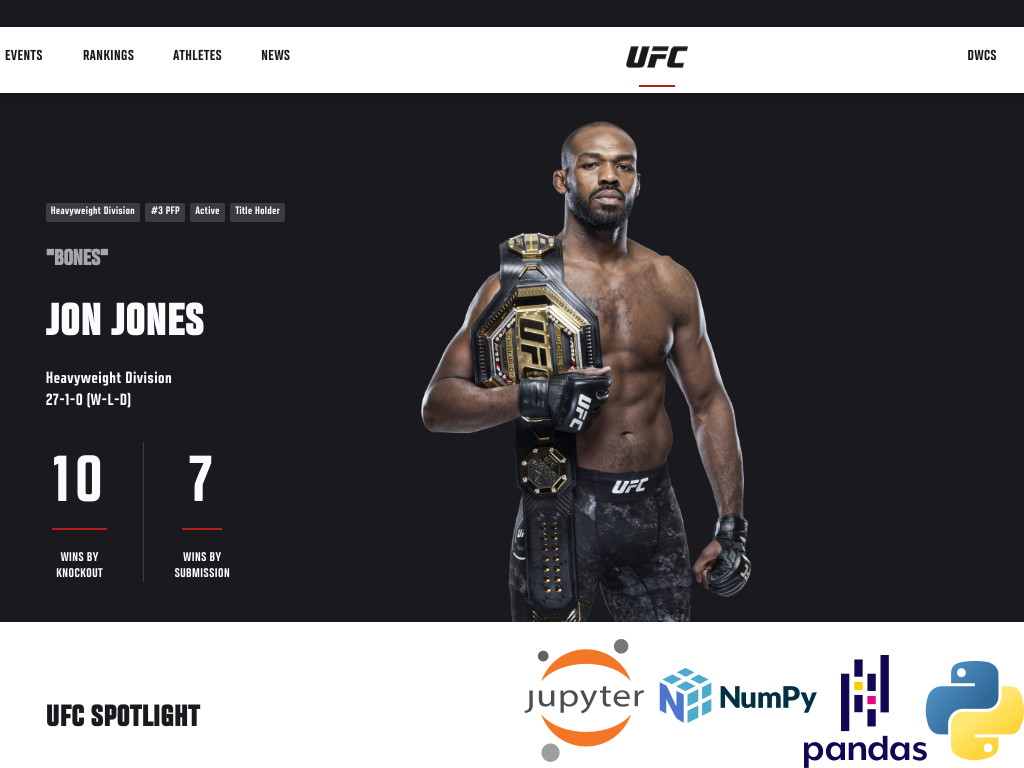 EVENTS
RANKINGS
ATHLETES
NEWS
UFC
DWCS
Heavyweight Division
#3 PFP
Active
Title Holder
"BONES"
JON JONES
Heavyweight Division
27-1-0 (W-L-D)
10
7
WINS BY
KNOCKOUT
WINS BY
SUBMISSION
UFC
UFC
UFC
UFC SPOTLIGHT
jupyter
NumPy
pandas